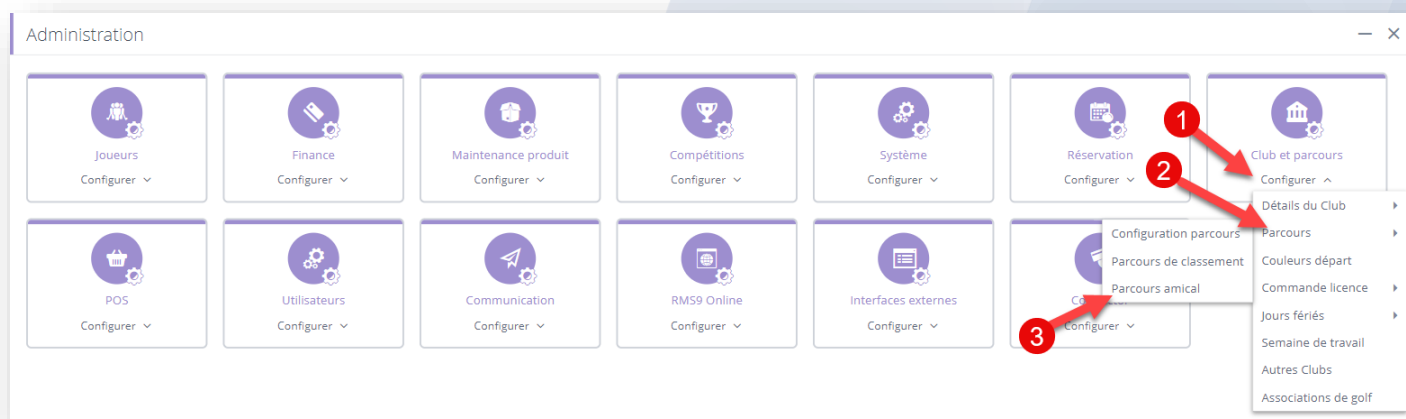 Administration
Joueurs
Configurer
Finance
Configurer
Maintenance produit
Configurer
Compétitions
Configurer
Système
Configurer
Réservation
Configurer
Club et parcours
Configurer
1
2
Détails du Club
Parcours
Couleurs départ
Commande licence
Jours fériés
Semaine de travail
Autres Clubs
Associations de golf
Configuration parcours
Parcours de classement
Parcours amical
3
POS
Configurer
Utilisateurs
Configurer
Communication
Configurer
RMS9 Online
Configurer
Interfaces externes
Configurer
Configurer